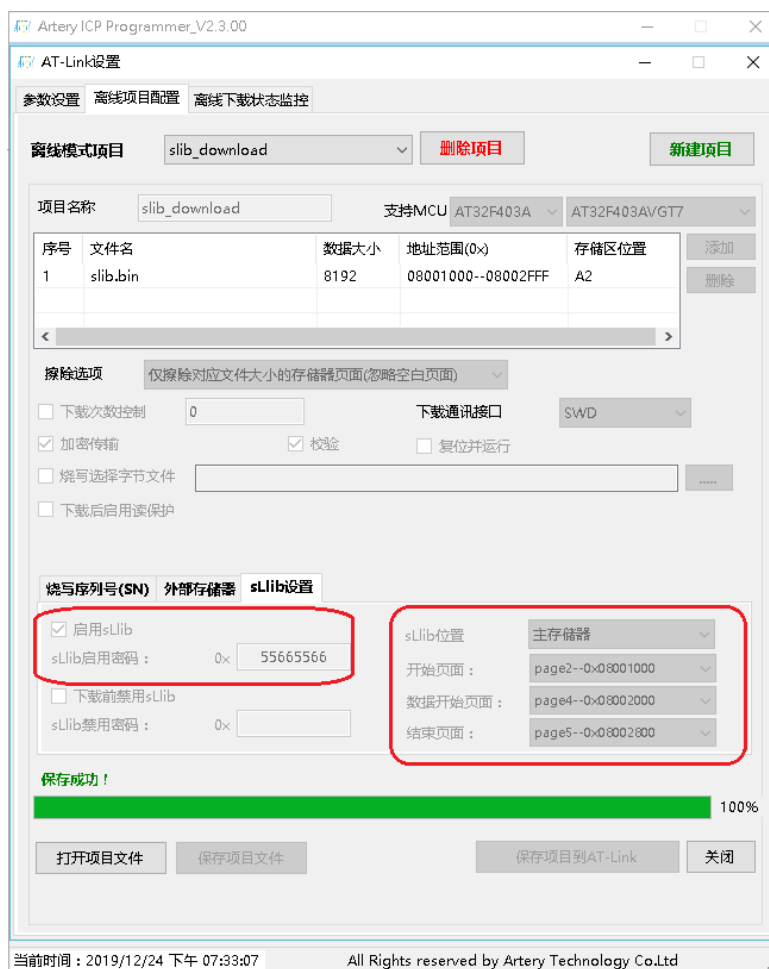 Artery ICP Programmer_V2.3.00
AT-Link设置
参数设置 离线项目配置 离线下载状态监控
离线模式项目 slib_download 删除项目 新建项目
项目名称 slib_download 支持MCU AT32F403A AT32F403AVGT7
序号 文件名 数据大小 地址范围(0x) 存储区位置 添加
1 slib.bin 8192 08001000--08002FFF A2 删除
擦除选项 仅擦除对应文件大小的存储器页面(忽略空白页面)
下载次数控制 0 下载通讯接口 SWD
加密传输 校验 复位并运行
烧写选择字节文件 .....
下载后启用读保护
烧写序列号(SN) 外部存储器 sLlib设置
启用sLlib sLlib位置 主存储器
sLlib启用密码： 0x 55665566 开始页面： page2--0x08001000
下载前禁用sLlib 数据开始页面： page4--0x08002000
sLlib禁用密码： 0x 结束页面： page5--0x08002800
保存成功！
100%
打开项目文件 保存项目文件 保存项目到AT-Link 关闭
当前时间：2019/12/24 下午 07:33:07 All Rights reserved by Artery Technology Co.Ltd